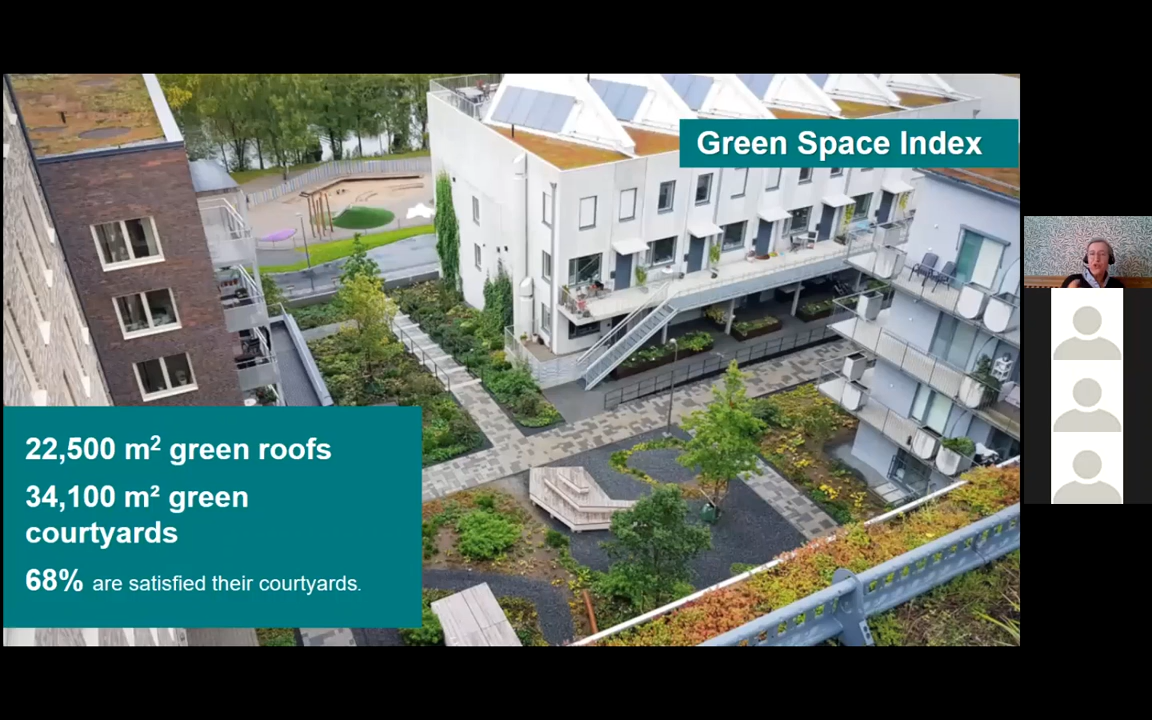 Green Space Index
22,500 m² green roofs
34,100 m² green
courtyards
68% are satisfied their courtyards.